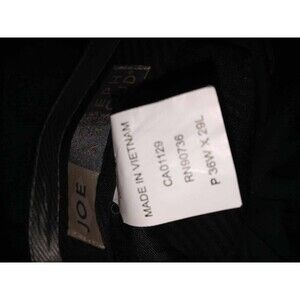 MADE IN VIETNAM
CA01129
RN90736
P 36W X 29L
JOE